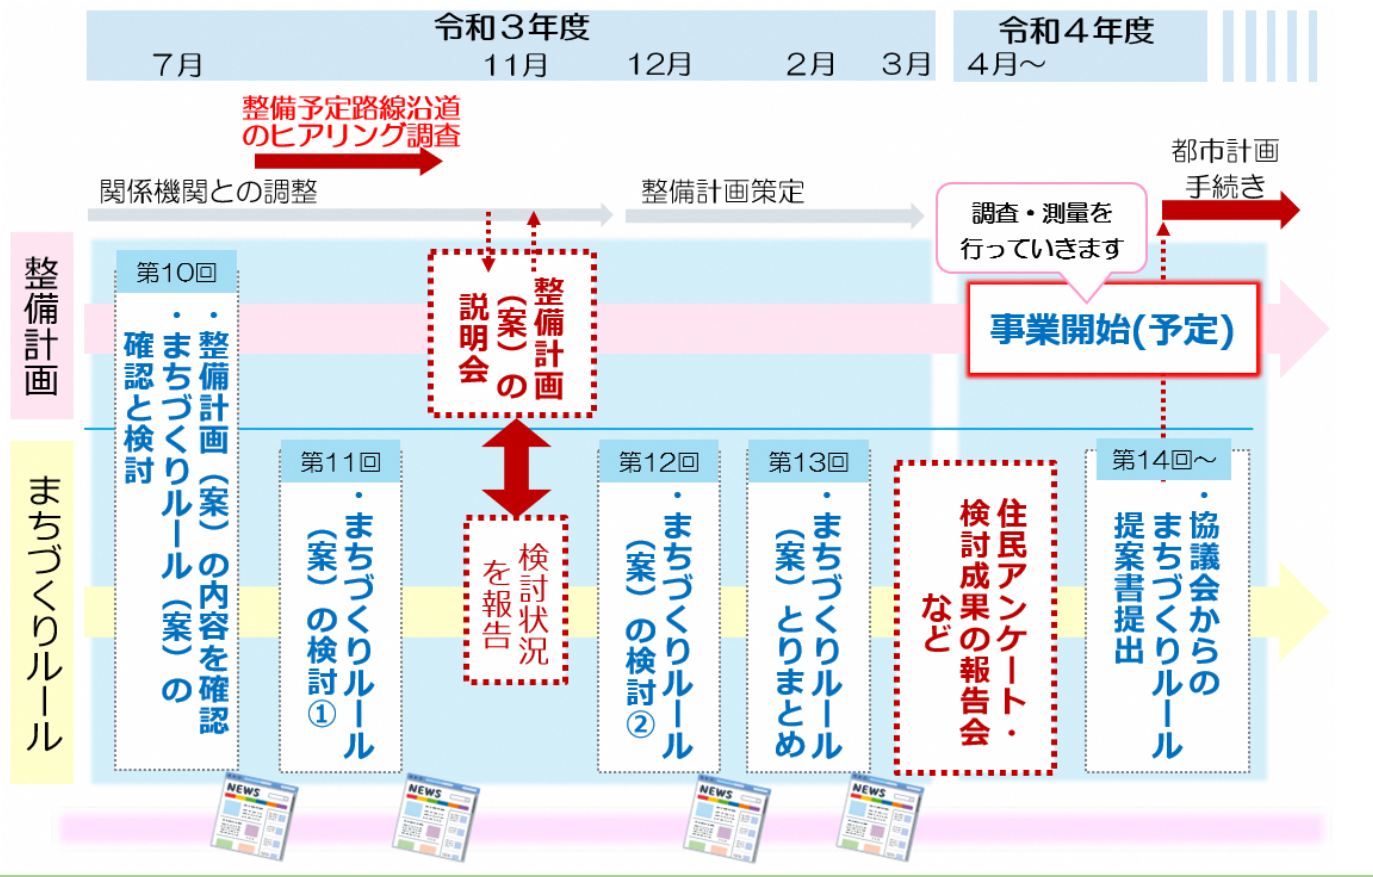 令和３年度
令和４年度
７月
11月
12月
２月
３月
４月～
整備予定路線沿道
のヒアリング調査
関係機関との調整
整備計画策定
都市計画
手続き
調査・測量を
行っていきます
整備計画
第10回
・整備計画（案）の内容を確認
・まちづくりルール（案）の
確認と検討
整備計画
（案）の
説明会
事業開始(予定)
まちづくりルール
第11回
・まちづくりルール
（案）の検討①
検討状況
を報告
第12回
・まちづくりルール
（案）の検討②
第13回
・まちづくりルール
（案）とりまとめ
住民アンケート・
検討成果の報告会
など
第14回～
・協議会からの
まちづくりルール
提案書提出
NEWS
NEWS
NEWS
NEWS